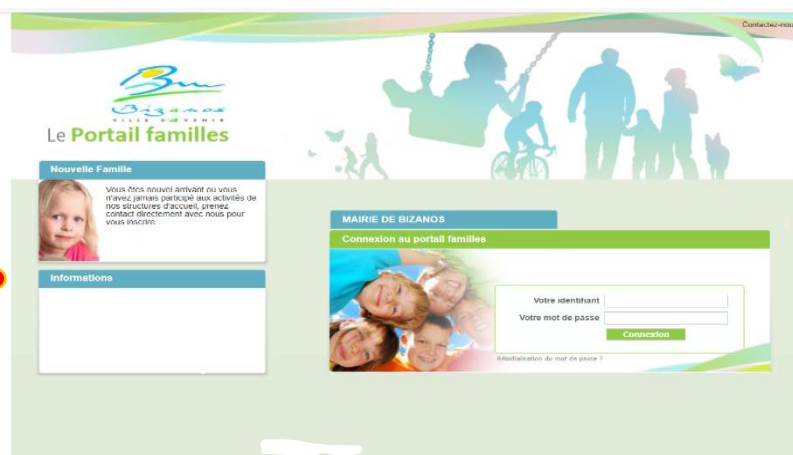 Contactez-nou
Bizanos
VILLE D'AVENIR
Le Portail familles
Nouvelle Famille
Vous êtes nouvel arrivant ou vous
n'avez jamais participé aux activités de
nos structures d'accueil, prenez
contact directement avec nous pour
vous inscrire
Informations
MAIRIE DE BIZANOS
Connexion au portail familles
Votre identifiant
Votre mot de passe
Connexion
Réinitialisation du mot de passe ?